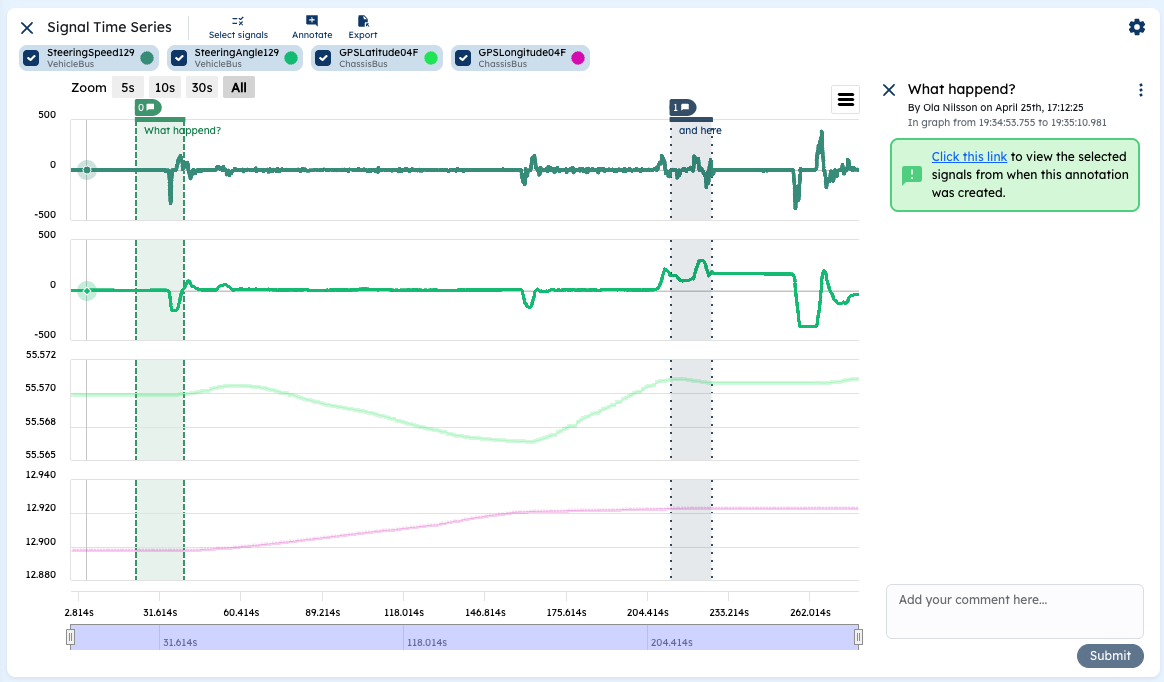 Signal Time Series
Select signals
Annotate
Export
SteeringSpeed129
VehicleBus
SteeringAngle129
VehicleBus
GPSLatitude04F
ChassisBus
GPSLongitude04F
ChassisBus
Zoom 5s 10s 30s All
0
What happend?
1
and here
500
0
-500
500
0
-500
55.572
55.570
55.568
55.565
12.940
12.920
12.900
12.880
2.814s 31.614s 60.414s 89.214s 118.014s 146.814s 175.614s 204.414s 233.214s 262.014s
31.614s 118.014s 204.414s
What happend?
By Ola Nilsson on April 25th, 17:12:25
In graph from 19:34:53.755 to 19:35:10.981
Click this link to view the selected
signals from when this annotation
was created.
Add your comment here...
Submit